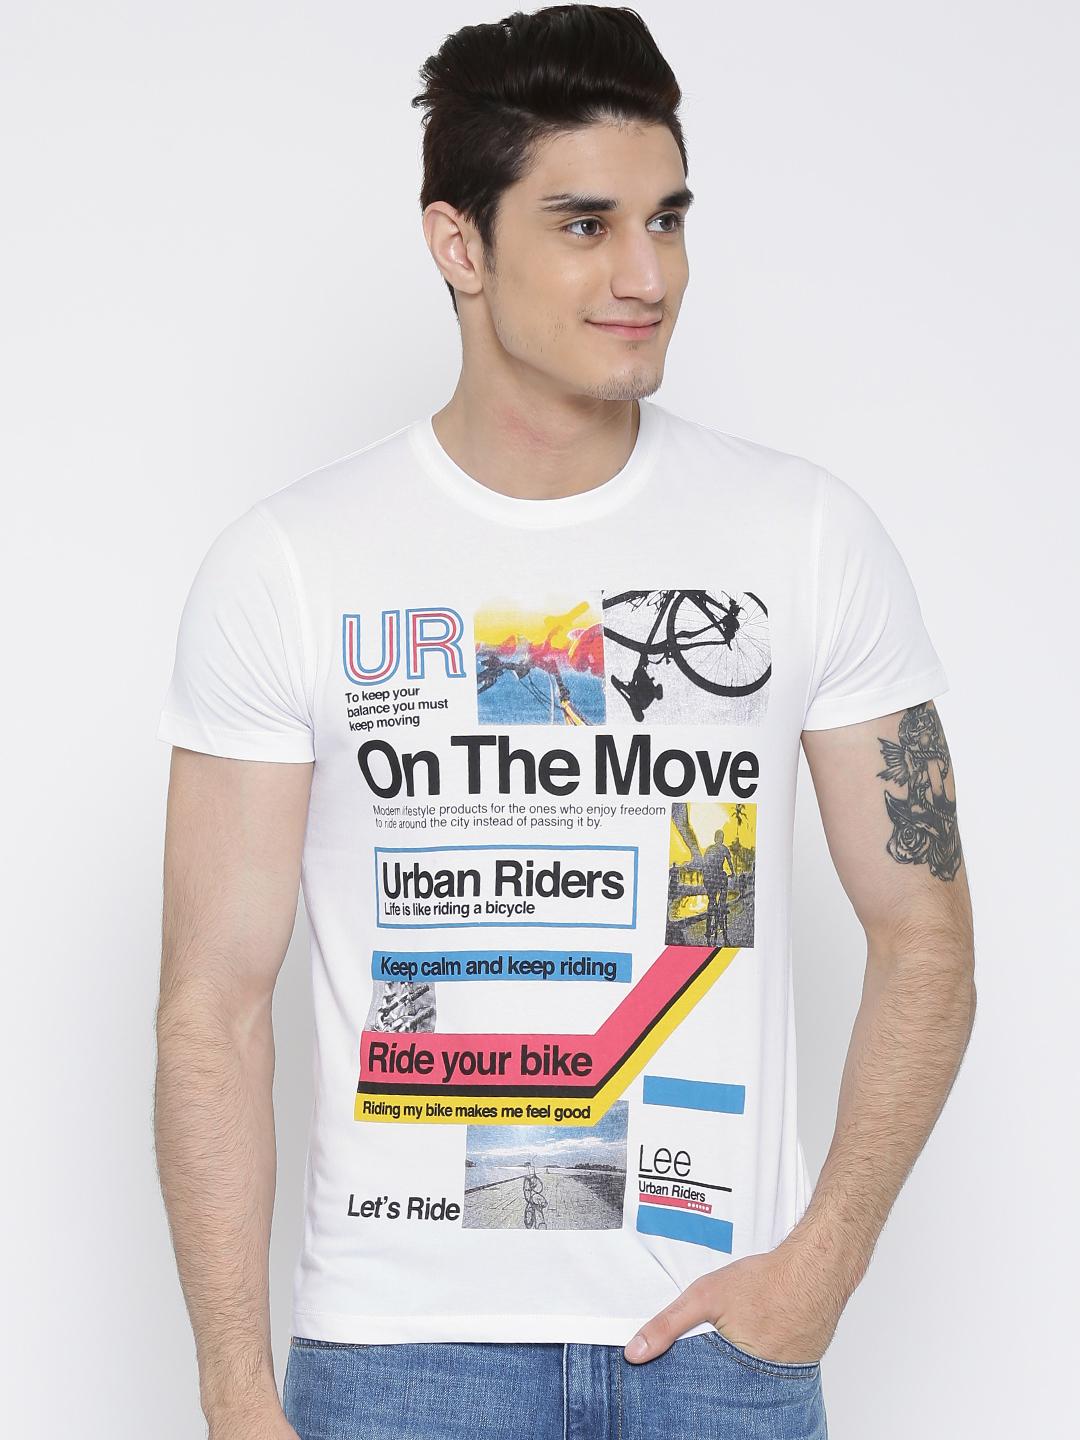 UR
To keep your
balance you must
keep moving
On The Move
Modern lifestyle products for the ones who enjoy freedom
to ride around the city instead of passing it by.
Urban Riders
Life is like riding a bicycle
Keep calm and keep riding
Ride your bike
Riding my bike makes me feel good
Lee
Urban Riders
Let's Ride